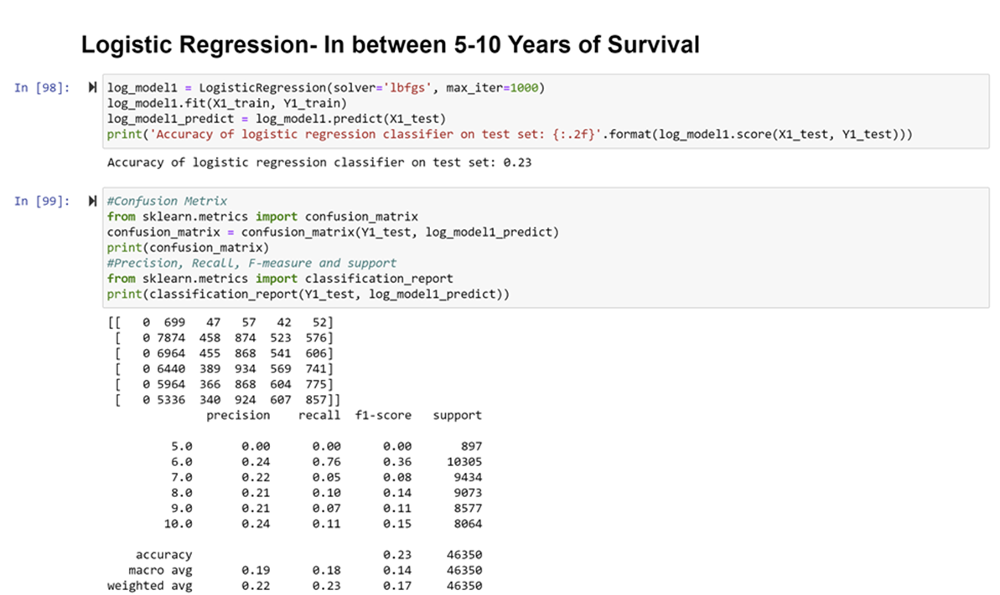 Logistic Regression- In between 5-10 Years of Survival
In [98]: log_model1 = LogisticRegression(solver='lbfgs', max_iter=1000)
log_model1.fit(X1_train, Y1_train)
log_model1_predict = log_model1.predict(X1_test)
print('Accuracy of logistic regression classifier on test set: {:.2f}'.format(log_model1.score(X1_test, Y1_test)))
Accuracy of logistic regression classifier on test set: 0.23
In [99]: #Confusion Metrix
from sklearn.metrics import confusion_matrix
confusion_matrix = confusion_matrix(Y1_test, log_model1_predict)
print(confusion_matrix)
#Precision, Recall, F-measure and support
from sklearn.metrics import classification_report
print(classification_report(Y1_test, log_model1_predict))
[[   0  699   47   57   42   52]
 [   0 7874  458  874  523  576]
 [   0 6964  455  868  541  606]
 [   0 6440  389  934  569  741]
 [   0 5964  366  868  604  775]
 [   0 5336  340  924  607  857]]
              precision    recall  f1-score   support
         5.0       0.00      0.00      0.00       897
         6.0       0.24      0.76      0.36     10305
         7.0       0.22      0.05      0.08      9434
         8.0       0.21      0.10      0.14      9073
         9.0       0.21      0.07      0.11      8577
        10.0       0.24      0.11      0.15      8064
    accuracy                           0.23     46350
   macro avg       0.19      0.18      0.14     46350
weighted avg       0.22      0.23      0.17     46350